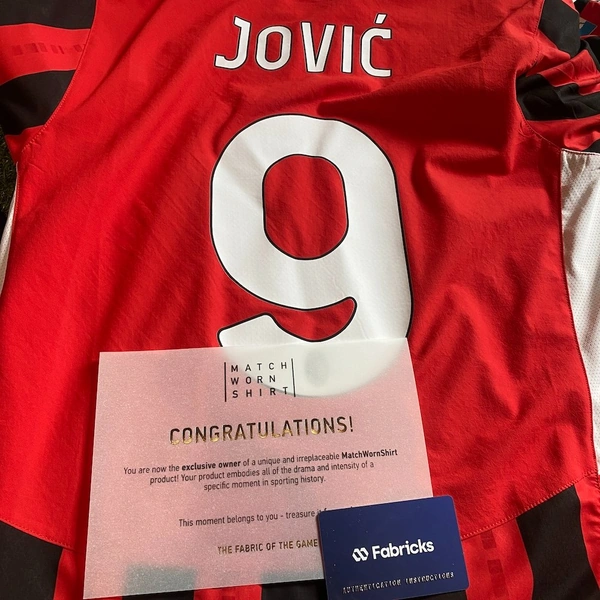 JOVIĆ
9
MATCH
WORN
SHIRT
CONGRATULATIONS!
You are now the exclusive owner of a unique and irreplaceable MatchWornShirt
product! Your product embodies all of the drama and intensity of a
specific moment in sporting history.
This moment belongs to you - treasure it
THE FABRIC OF THE GAME
Fabricks
AUTHENTICATION INSTRUCTIONS